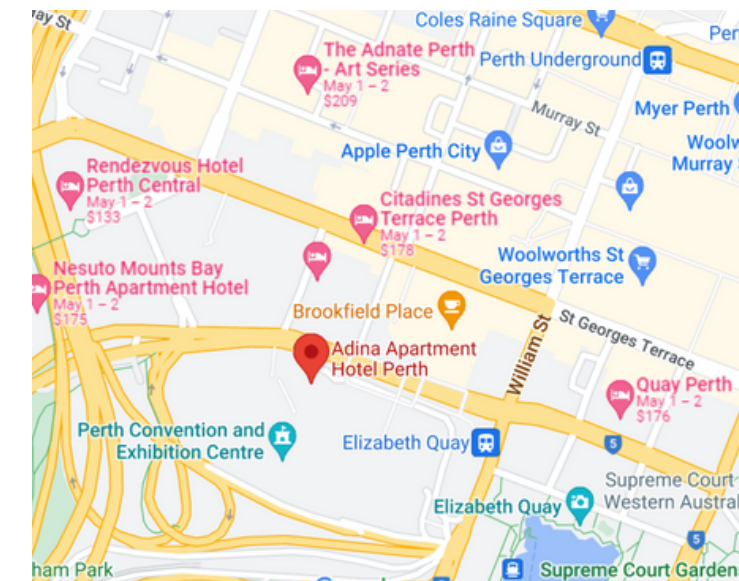 ay St
Coles Raine Square
Per
The Adnate Perth
- Art Series
May 1 – 2
$209
Perth Underground
Murray St
Myer Perth
Apple Perth City
Woolw
Murray
Rendezvous Hotel
Perth Central
May 1 – 2
$133
Citadines St Georges
Terrace Perth
May 1 – 2
$178
Woolworths St
Georges Terrace
Nesuto Mounts Bay
Perth Apartment Hotel
May 1 – 2
$175
Brookfield Place
William St
St Georges Terrace
Adina Apartment
Hotel Perth
Quay Perth
May 1 – 2
$176
Perth Convention and
Exhibition Centre
Elizabeth Quay
5
Supreme Court
Western Austral
Elizabeth Quay
5
ham Park
Supreme Court Garden